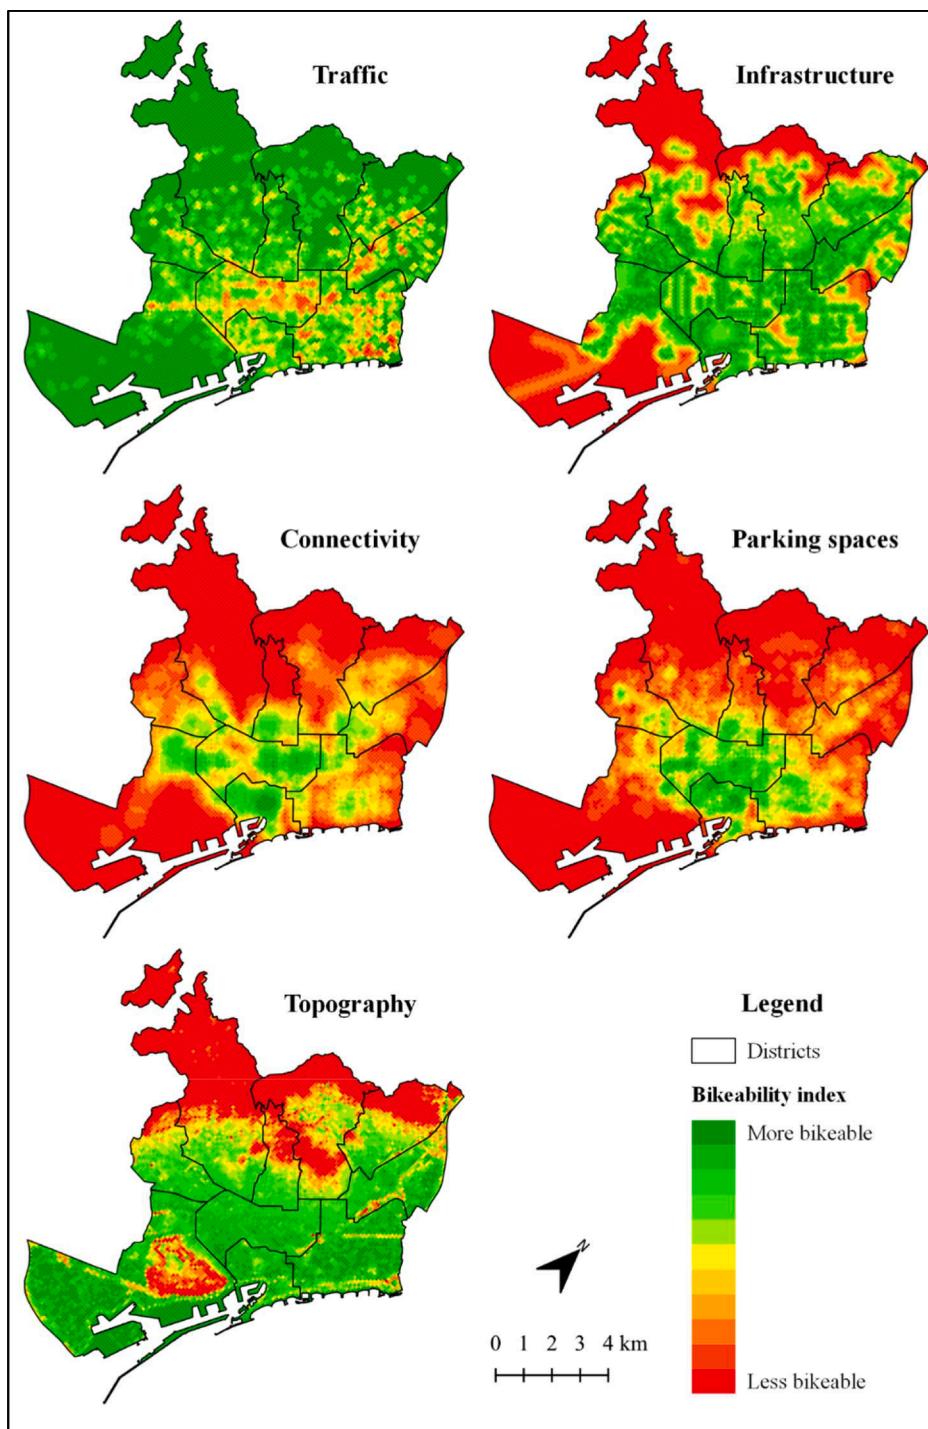 Traffic
Infrastructure
Connectivity
Parking spaces
Topography
Legend
Districts
Bikeability index
More bikeable
Less bikeable
N
0 1 2 3 4 km